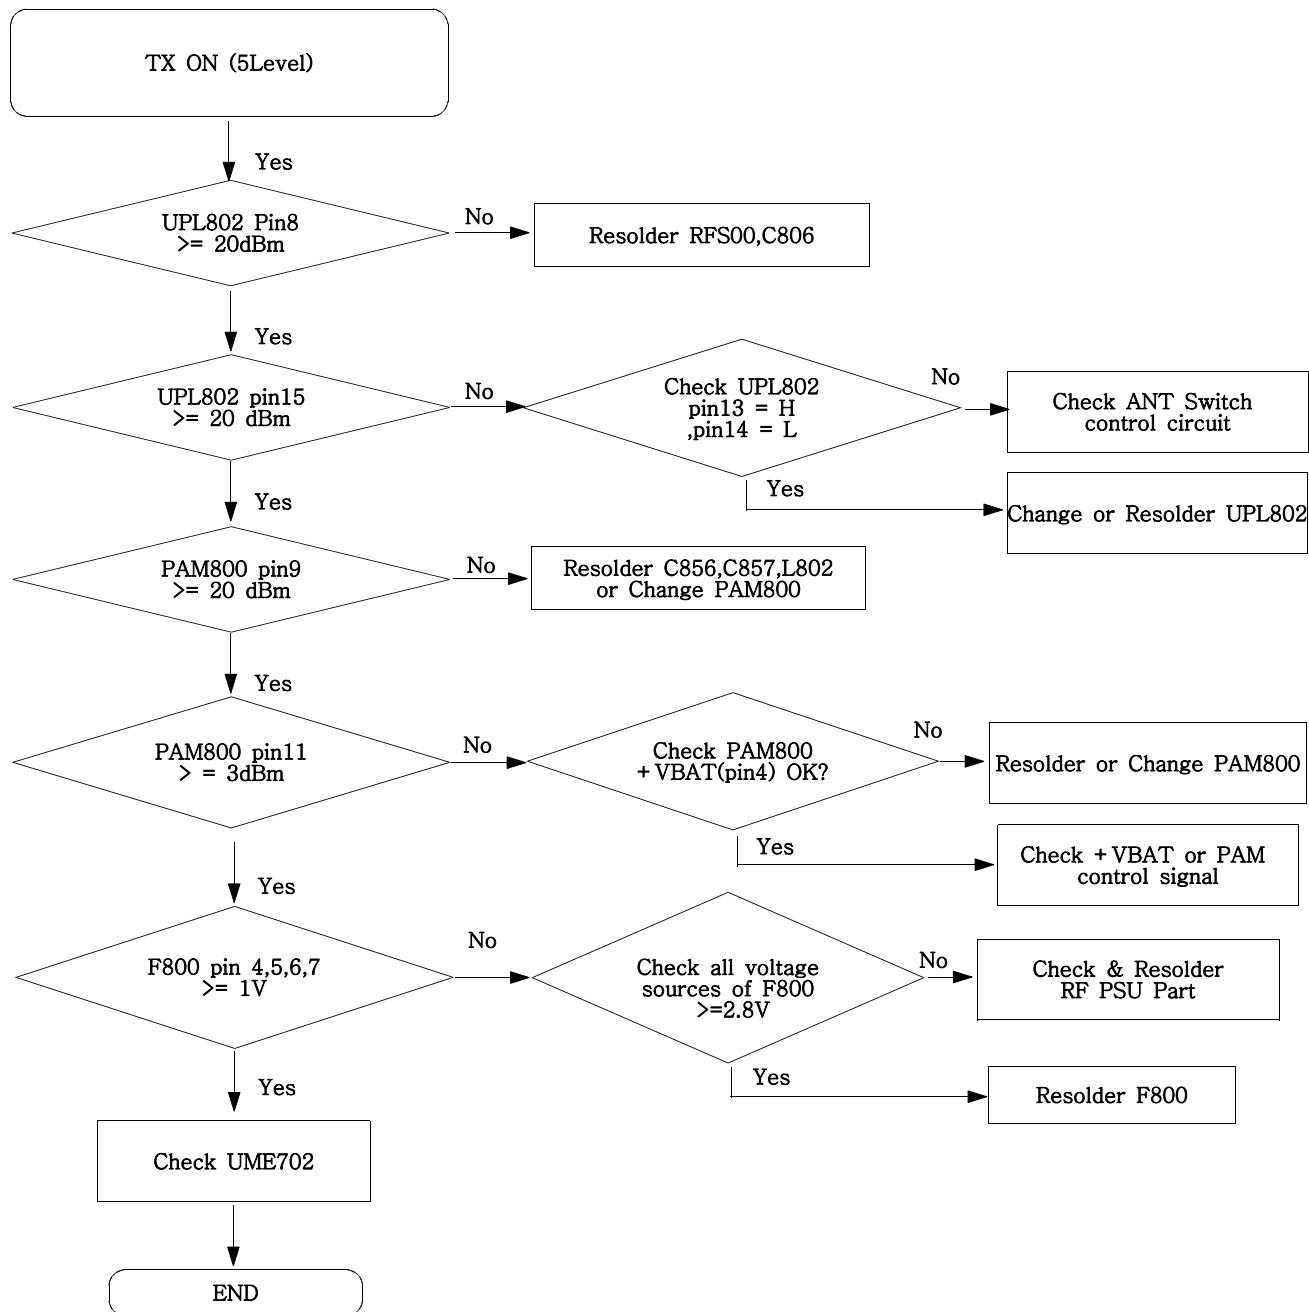 TX ON (5Level)
Yes
UPL802 Pin8
>= 20dBm
No
Resolder RFS00,C806
Yes
UPL802 pin15
>= 20 dBm
No
Check UPL802
pin13 = H
,pin14 = L
No
Check ANT Switch
control circuit
Yes
Change or Resolder UPL802
Yes
PAM800 pin9
>= 20 dBm
No
Resolder C856,C857,L802
or Change PAM800
Yes
PAM800 pin11
> = 3dBm
No
Check PAM800
+VBAT(pin4) OK?
No
Resolder or Change PAM800
Yes
Check +VBAT or PAM
control signal
Yes
F800 pin 4,5,6,7
>= 1V
No
Check all voltage
sources of F800
>=2.8V
No
Check & Resolder
RF PSU Part
Yes
Resolder F800
Yes
Check UME702
END